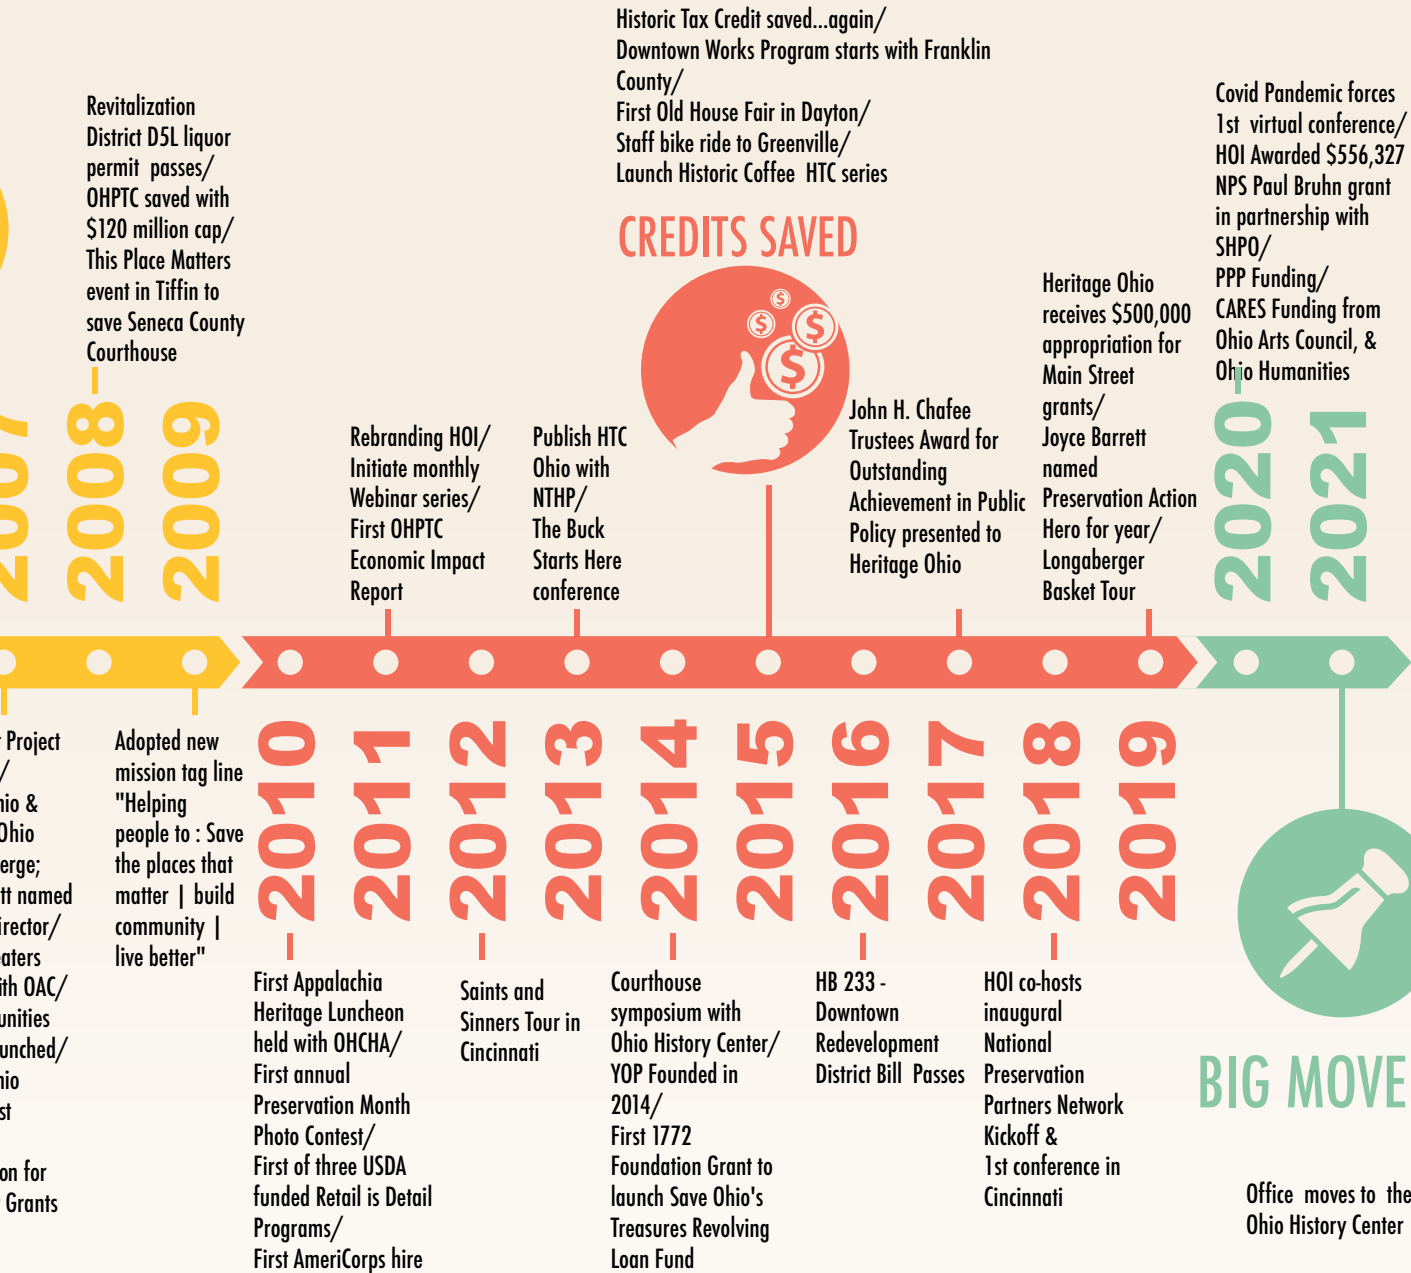 Historic Tax Credit saved...again/
Downtown Works Program starts with Franklin
County/
First Old House Fair in Dayton/
Staff bike ride to Greenville/
Launch Historic Coffee HTC series
CREDITS SAVED
$
$
$
$
Revitalization
District D5L liquor
permit passes/
OHPTC saved with
$120 million cap/
This Place Matters
event in Tiffin to
save Seneca County
Courthouse
Covid Pandemic forces
1st virtual conference/
HOI Awarded $556,327
NPS Paul Bruhn grant
in partnership with
SHPO/
PPP Funding/
CARES Funding from
Ohio Arts Council, &
Ohio Humanities
Heritage Ohio
receives $500,000
appropriation for
Main Street
grants/
Joyce Barrett
named
Preservation Action
Hero for year/
Longaberger
Basket Tour
John H. Chafee
Trustees Award for
Outstanding
Achievement in Public
Policy presented to
Heritage Ohio
Rebranding HOI/
Initiate monthly
Webinar series/
First OHPTC
Economic Impact
Report
Publish HTC
Ohio with
NTHP/
The Buck
Starts Here
conference
2007
2008
2009
2020
2021
2010
2011
2012
2013
2014
2015
2016
2017
2018
2019
Project
/
io &
Ohio
erge;
tt named
irector/
aters
ith OAC/
unities
unched/
io
st
on for
Grants
Adopted new
mission tag line
"Helping
people to : Save
the places that
matter | build
community |
live better"
First Appalachia
Heritage Luncheon
held with OHCHA/
First annual
Preservation Month
Photo Contest/
First of three USDA
funded Retail is Detail
Programs/
First AmeriCorps hire
Saints and
Sinners Tour in
Cincinnati
Courthouse
symposium with
Ohio History Center/
YOP Founded in
2014/
First 1772
Foundation Grant to
launch Save Ohio's
Treasures Revolving
Loan Fund
HB 233 -
Downtown
Redevelopment
District Bill Passes
HOI co-hosts
inaugural
National
Preservation
Partners Network
Kickoff &
1st conference in
Cincinnati
BIG MOVE
Office moves to the
Ohio History Center